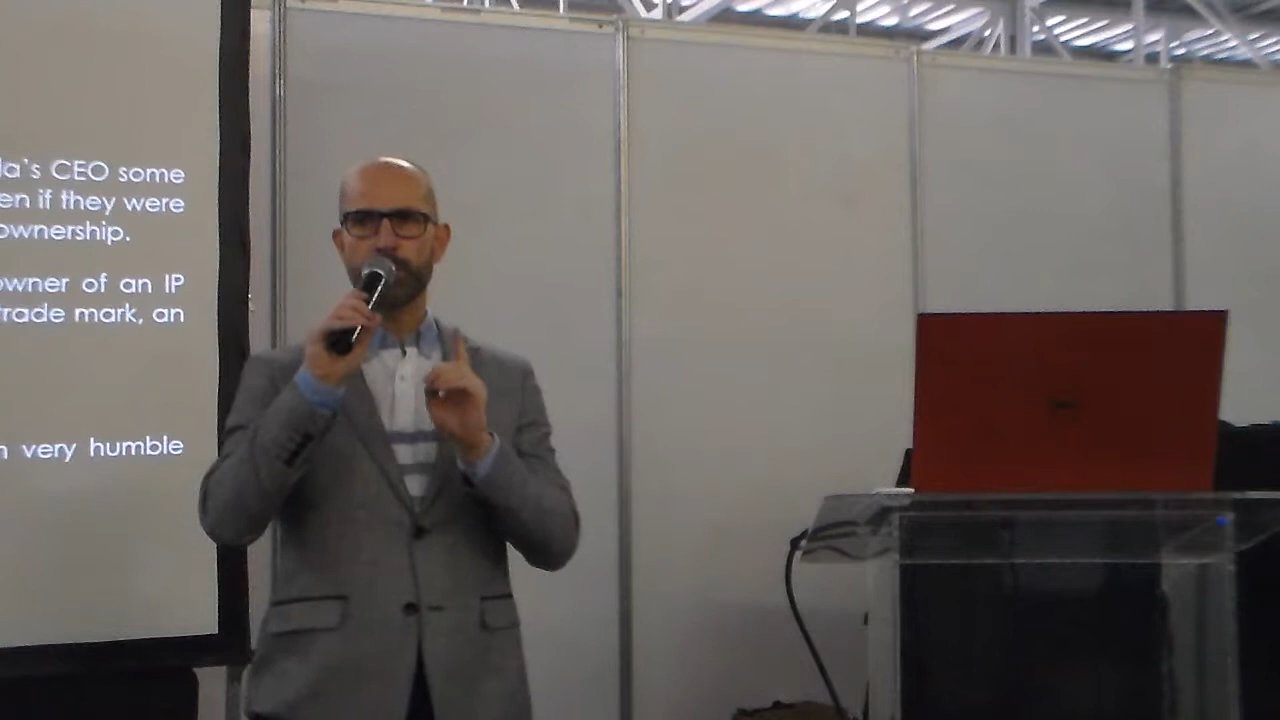 la's CEO some
en if they were
ownership.
owner of an IP
trade mark, an
very humble